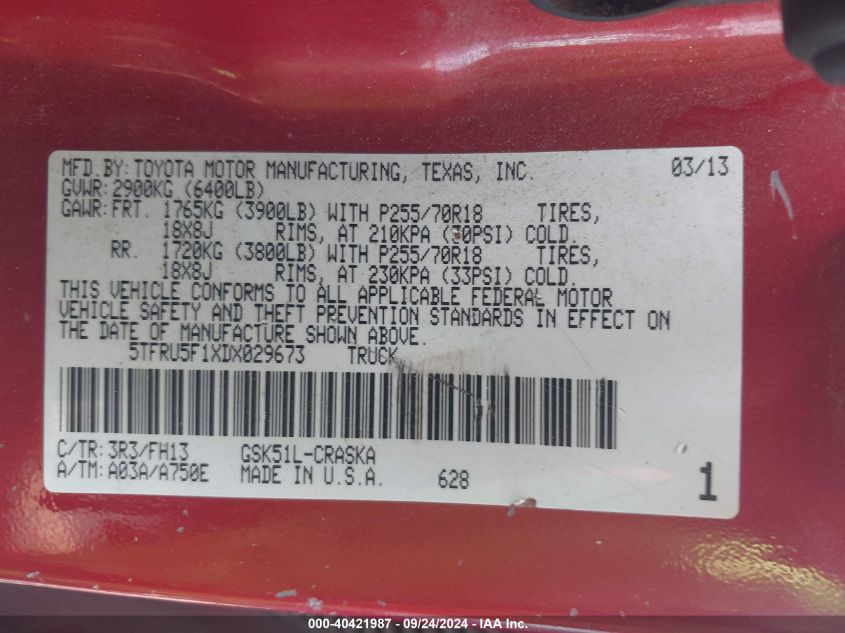 MFD.BY:TOYOTA MOTOR MANUFACTURING, TEXAS, INC. 03/13
GVWR:2900KG (6400LB)
GAWR:FRT. 1765KG (3900LB) WITH P255/70R18 TIRES,
18X8J RIMS, AT 210KPA (30PSI) COLD.
RR. 1720KG (3800LB) WITH P255/70R18 TIRES,
18X8J RIMS, AT 230KPA (33PSI) COLD.
THIS VEHICLE CONFORMS TO ALL APPLICABLE FEDERAL MOTOR
VEHICLE SAFETY AND THEFT PREVENTION STANDARDS IN EFFECT ON
THE DATE OF MANUFACTURE SHOWN ABOVE.
5TFRU5F1XDX029673 TRUCK
C/TR:3R3/FH13 GSK51L-CRASKA
A/TM:A03A/A750E MADE IN U.S.A. 628 1
000-40421987 - 09/24/2024 - IAA Inc.